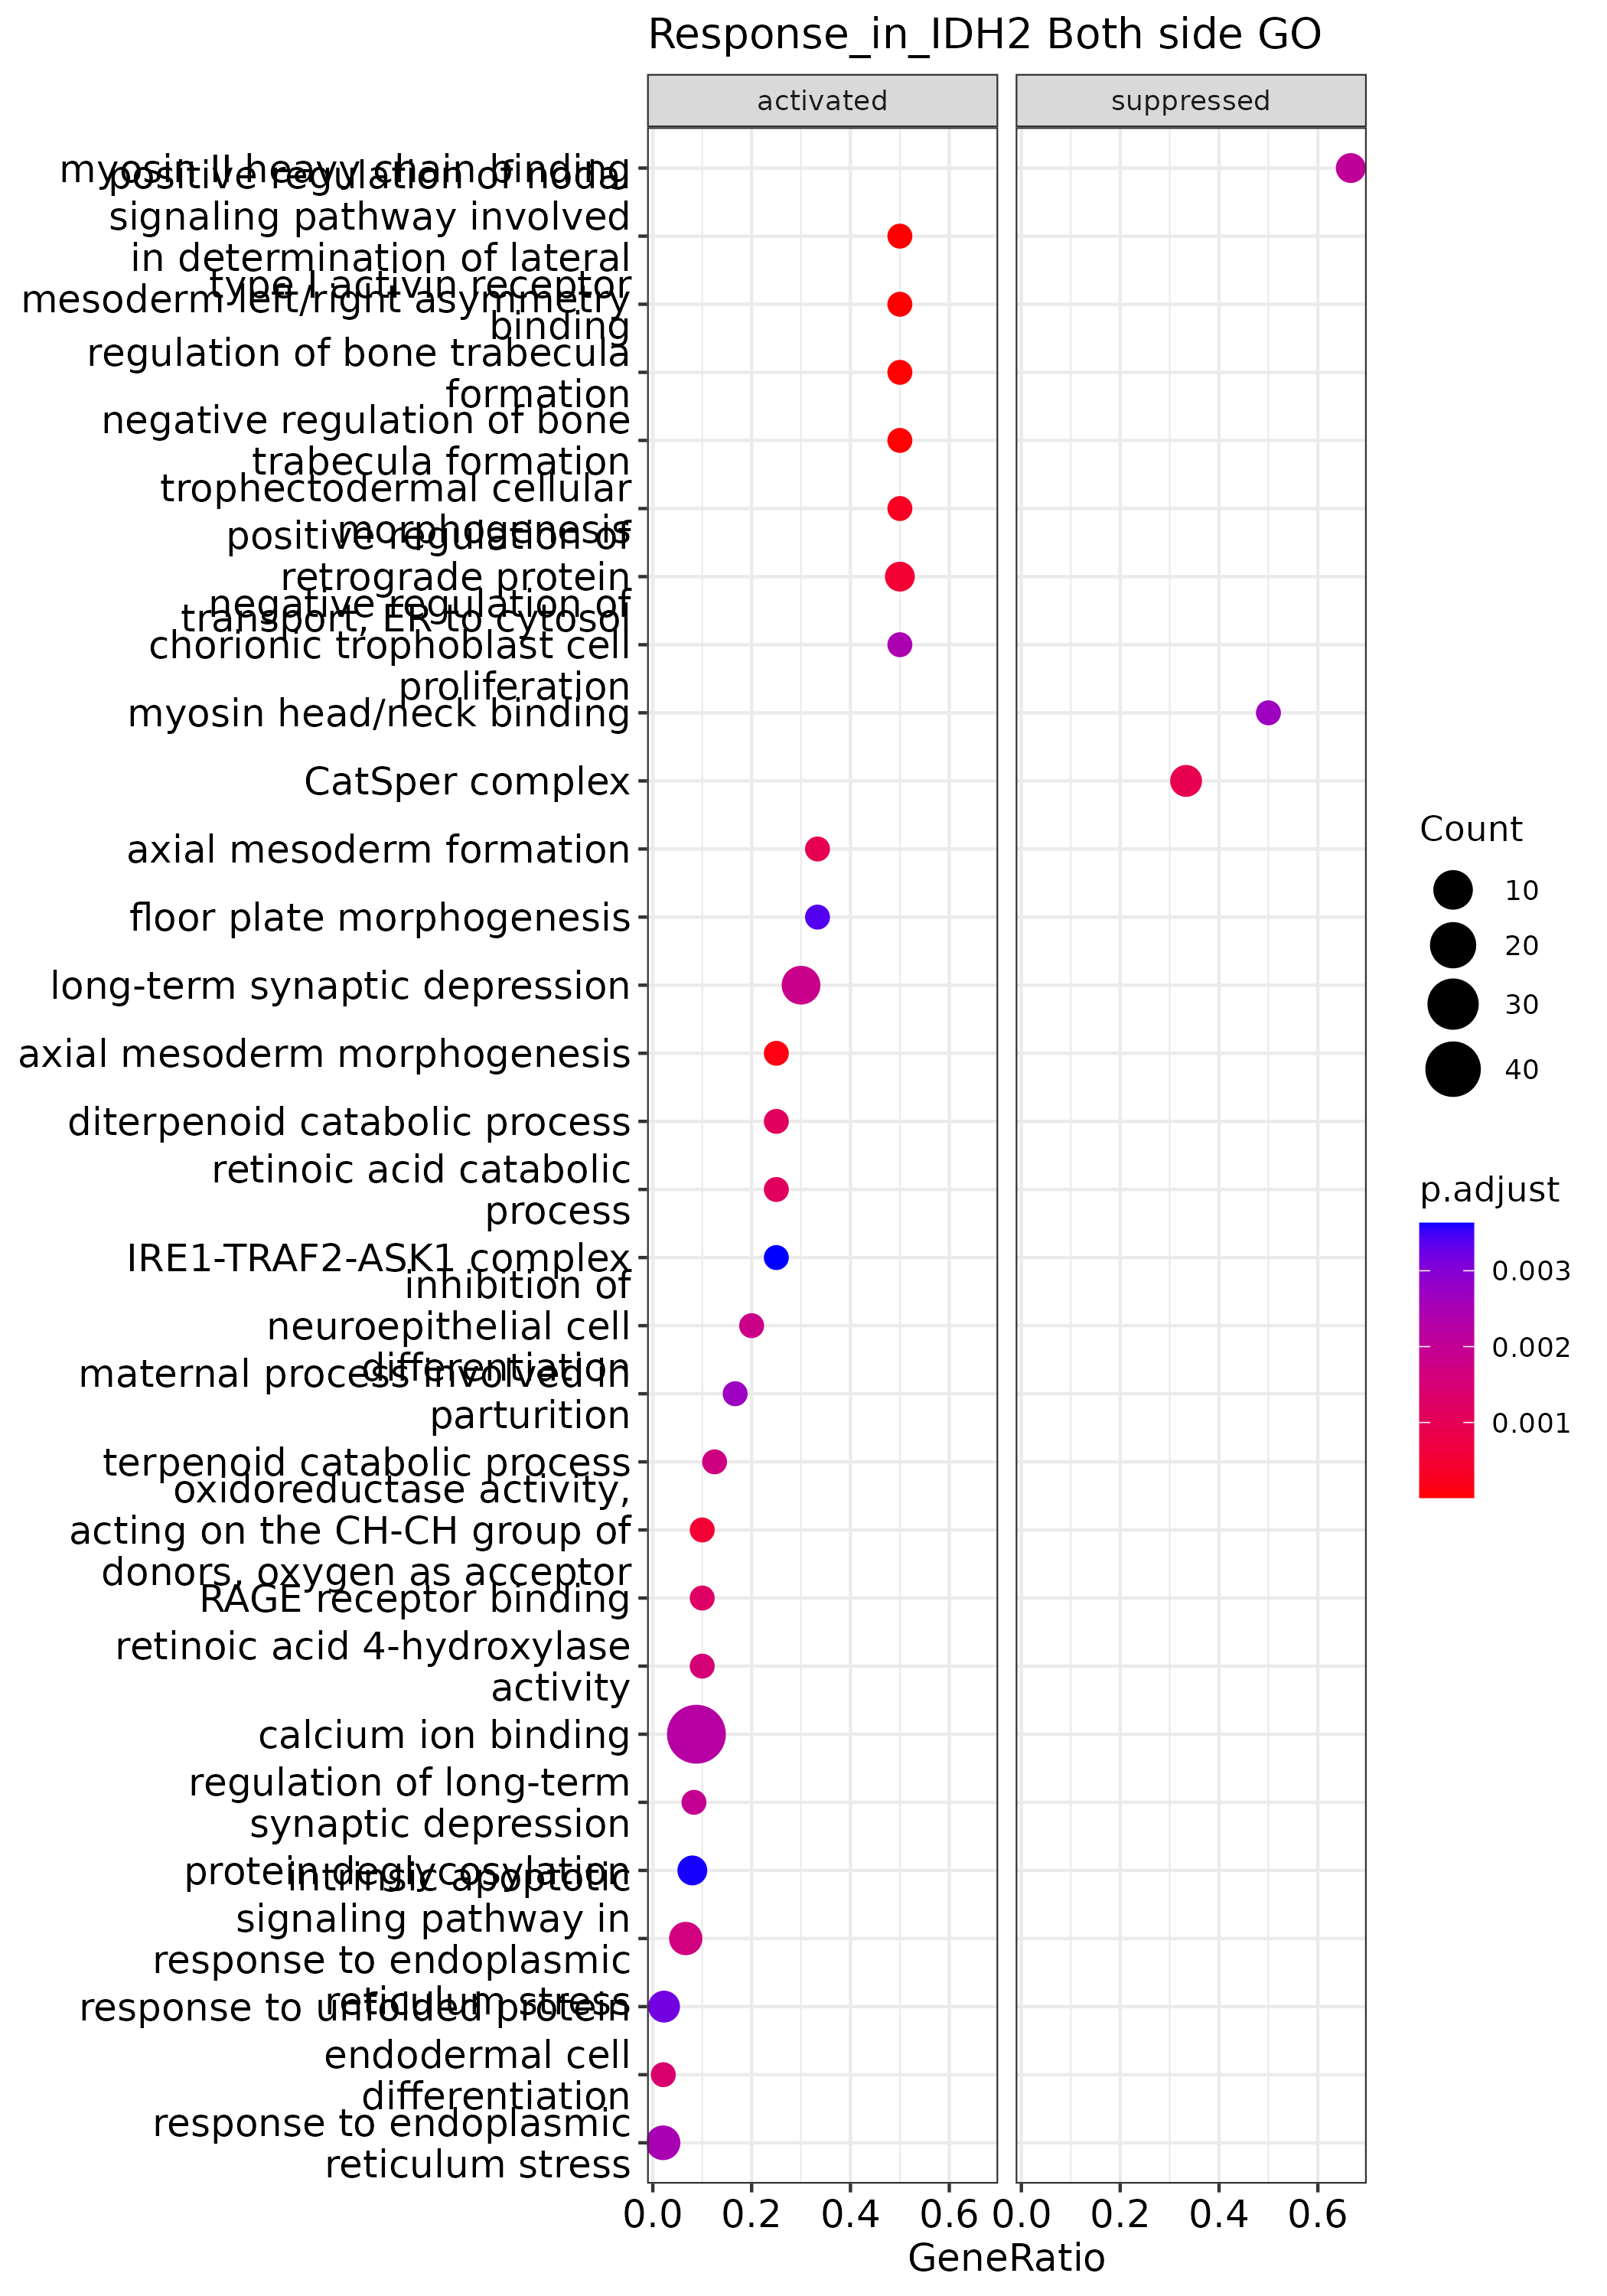 Response_in_IDH2 Both side GO
activated
suppressed
myosin II heavy chain binding
positive regulation of nodal
signaling pathway involved
in determination of lateral
mesoderm left/right asymmetry
type I activin receptor
binding
regulation of bone trabecula
formation
negative regulation of bone
trabecula formation
trophectodermal cellular
morphogenesis
positive regulation of
retrograde protein
transport, ER to cytosol
negative regulation of
chorionic trophoblast cell
proliferation
myosin head/neck binding
CatSper complex
axial mesoderm formation
floor plate morphogenesis
long-term synaptic depression
axial mesoderm morphogenesis
diterpenoid catabolic process
retinoic acid catabolic
process
IRE1-TRAF2-ASK1 complex
inhibition of
neuroepithelial cell
differentiation
maternal process involved in
parturition
terpenoid catabolic process
oxidoreductase activity,
acting on the CH-CH group of
donors, oxygen as acceptor
RAGE receptor binding
retinoic acid 4-hydroxylase
activity
calcium ion binding
regulation of long-term
synaptic depression
protein deglycosylation
intrinsic apoptotic
signaling pathway in
response to endoplasmic
reticulum stress
response to unfolded protein
endodermal cell
differentiation
response to endoplasmic
reticulum stress
0.0 0.2 0.4 0.6
0.0 0.2 0.4 0.6
GeneRatio
Count
10
20
30
40
p.adjust
0.003
0.002
0.001